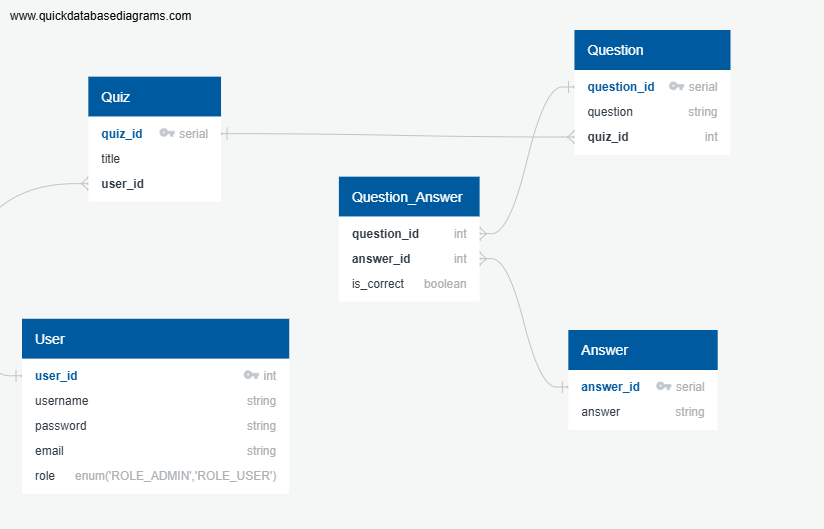 www.quickdatabasediagrams.com
Quiz
quiz_id serial
title
user_id
Question
question_id serial
question string
quiz_id int
Question_Answer
question_id int
answer_id int
is_correct boolean
User
user_id int
username string
password string
email string
role enum('ROLE_ADMIN','ROLE_USER')
Answer
answer_id serial
answer string